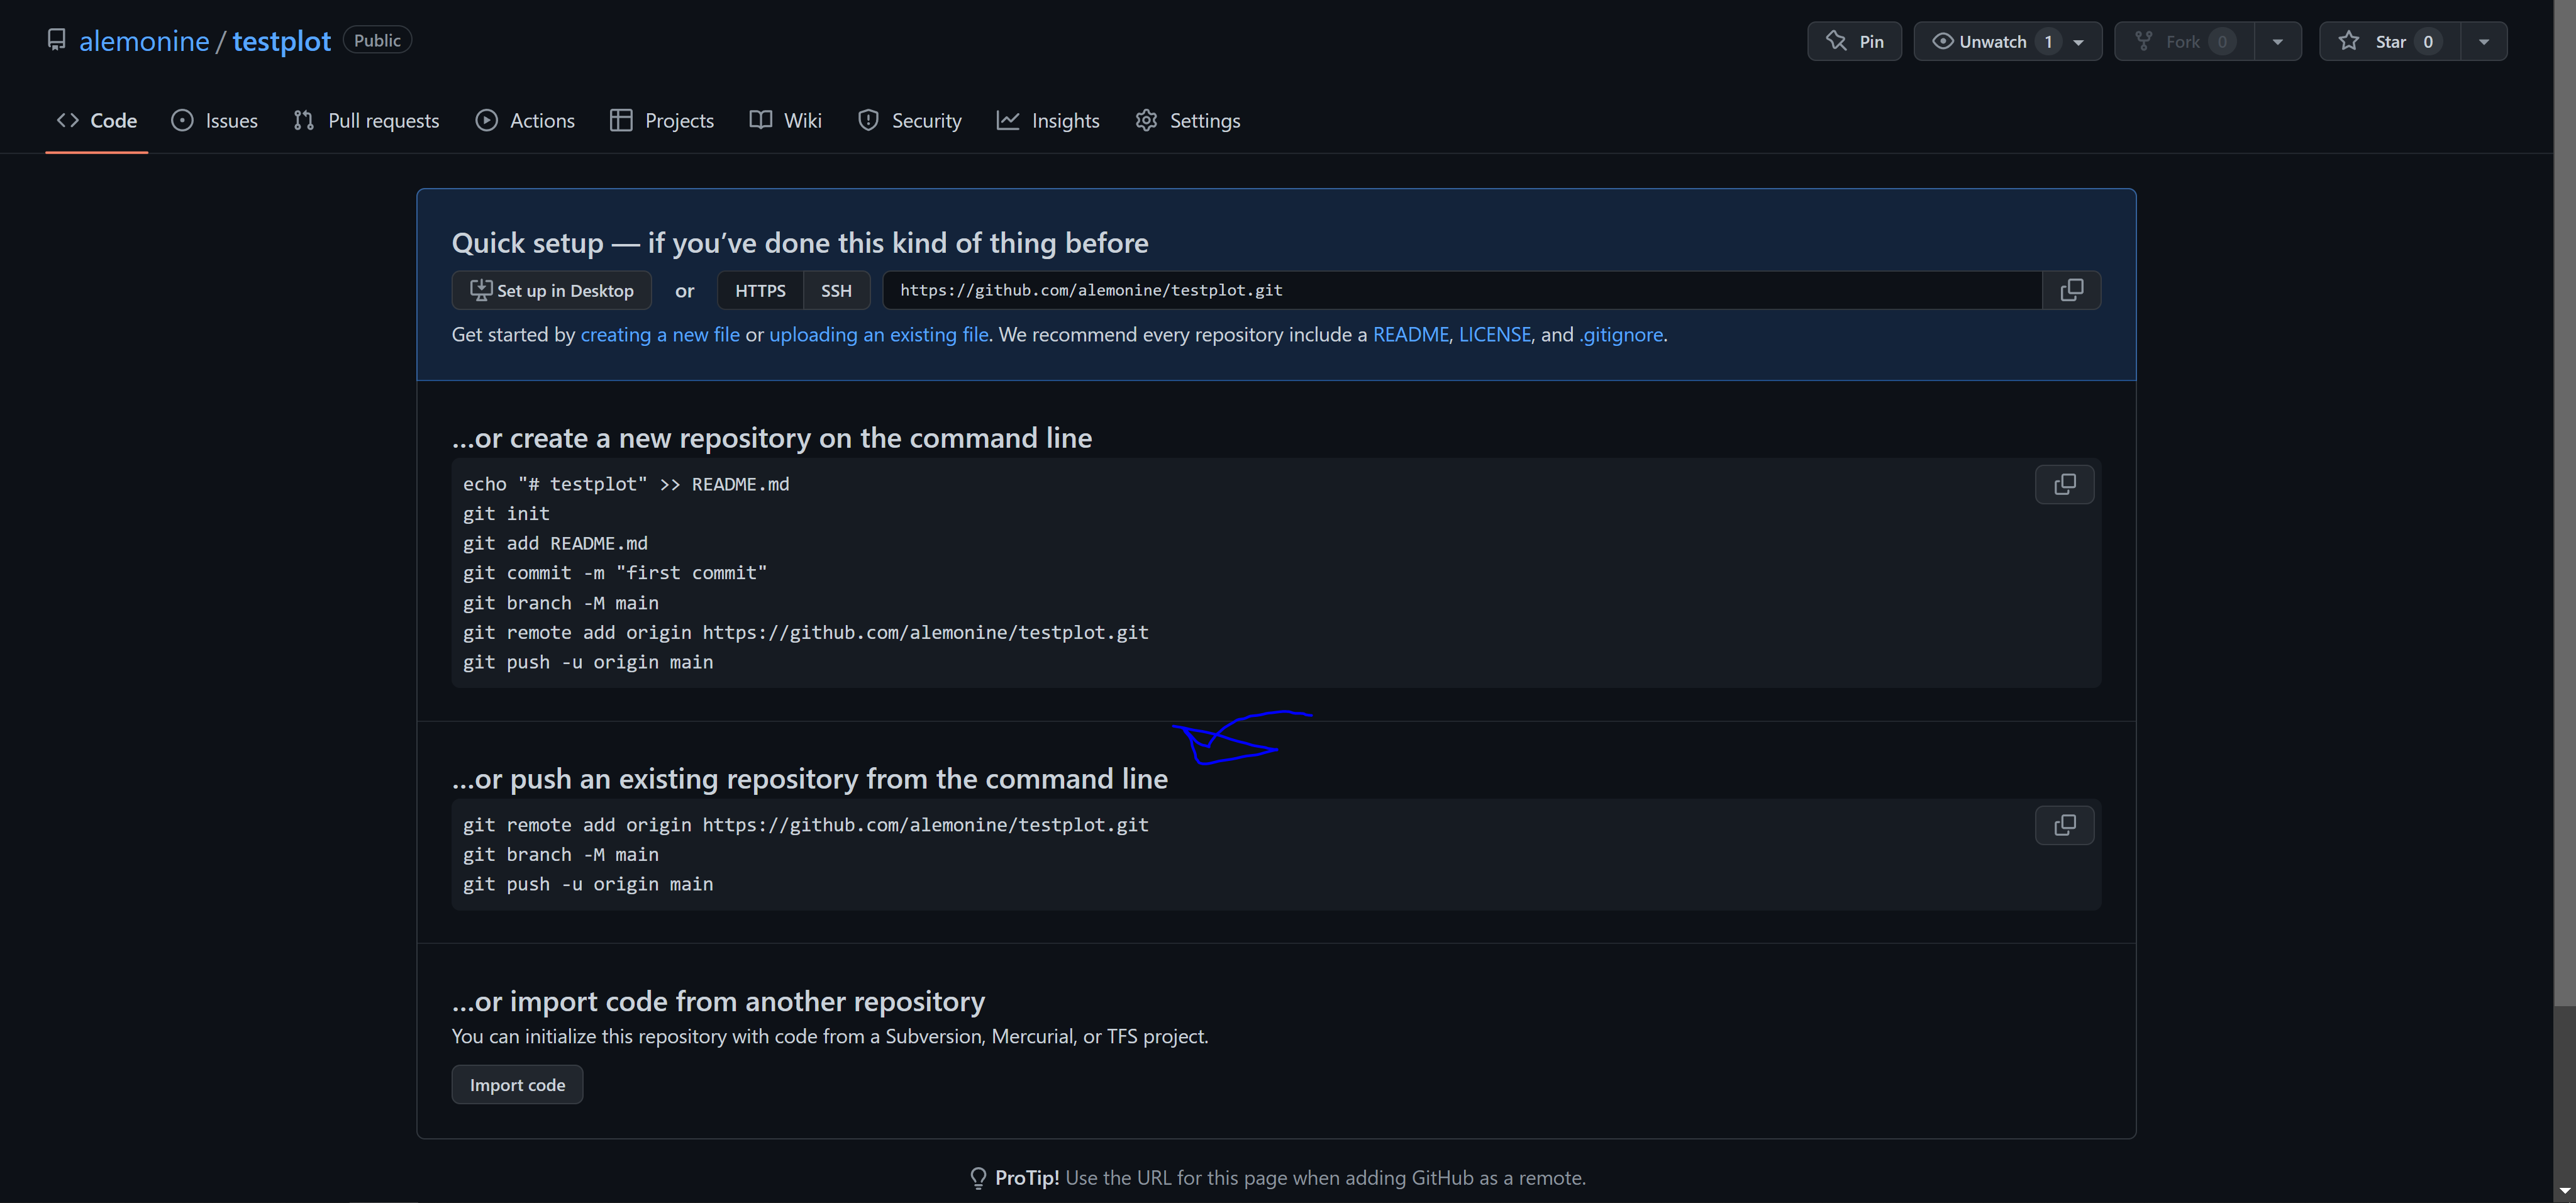 alemonine / testplot Public
Pin Unwatch 1 Fork 0 Star 0
Code Issues Pull requests Actions Projects Wiki Security Insights Settings
Quick setup — if you’ve done this kind of thing before
Set up in Desktop or HTTPS SSH https://github.com/alemonine/testplot.git
Get started by creating a new file or uploading an existing file. We recommend every repository include a README, LICENSE, and .gitignore.
…or create a new repository on the command line
echo "# testplot" >> README.md
git init
git add README.md
git commit -m "first commit"
git branch -M main
git remote add origin https://github.com/alemonine/testplot.git
git push -u origin main
…or push an existing repository from the command line
git remote add origin https://github.com/alemonine/testplot.git
git branch -M main
git push -u origin main
…or import code from another repository
You can initialize this repository with code from a Subversion, Mercurial, or TFS project.
Import code
ProTip! Use the URL for this page when adding GitHub as a remote.